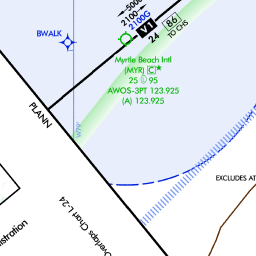 5000
2100
2100G
V1
86
24
TO CHS
BWALK
Myrtle Beach Intl
(MYR) C★
25 95
AWOS-3PT 123.925
(A) 123.925
PLANN
EXCLUDES AT
Overlaps Chart L-24
nistration